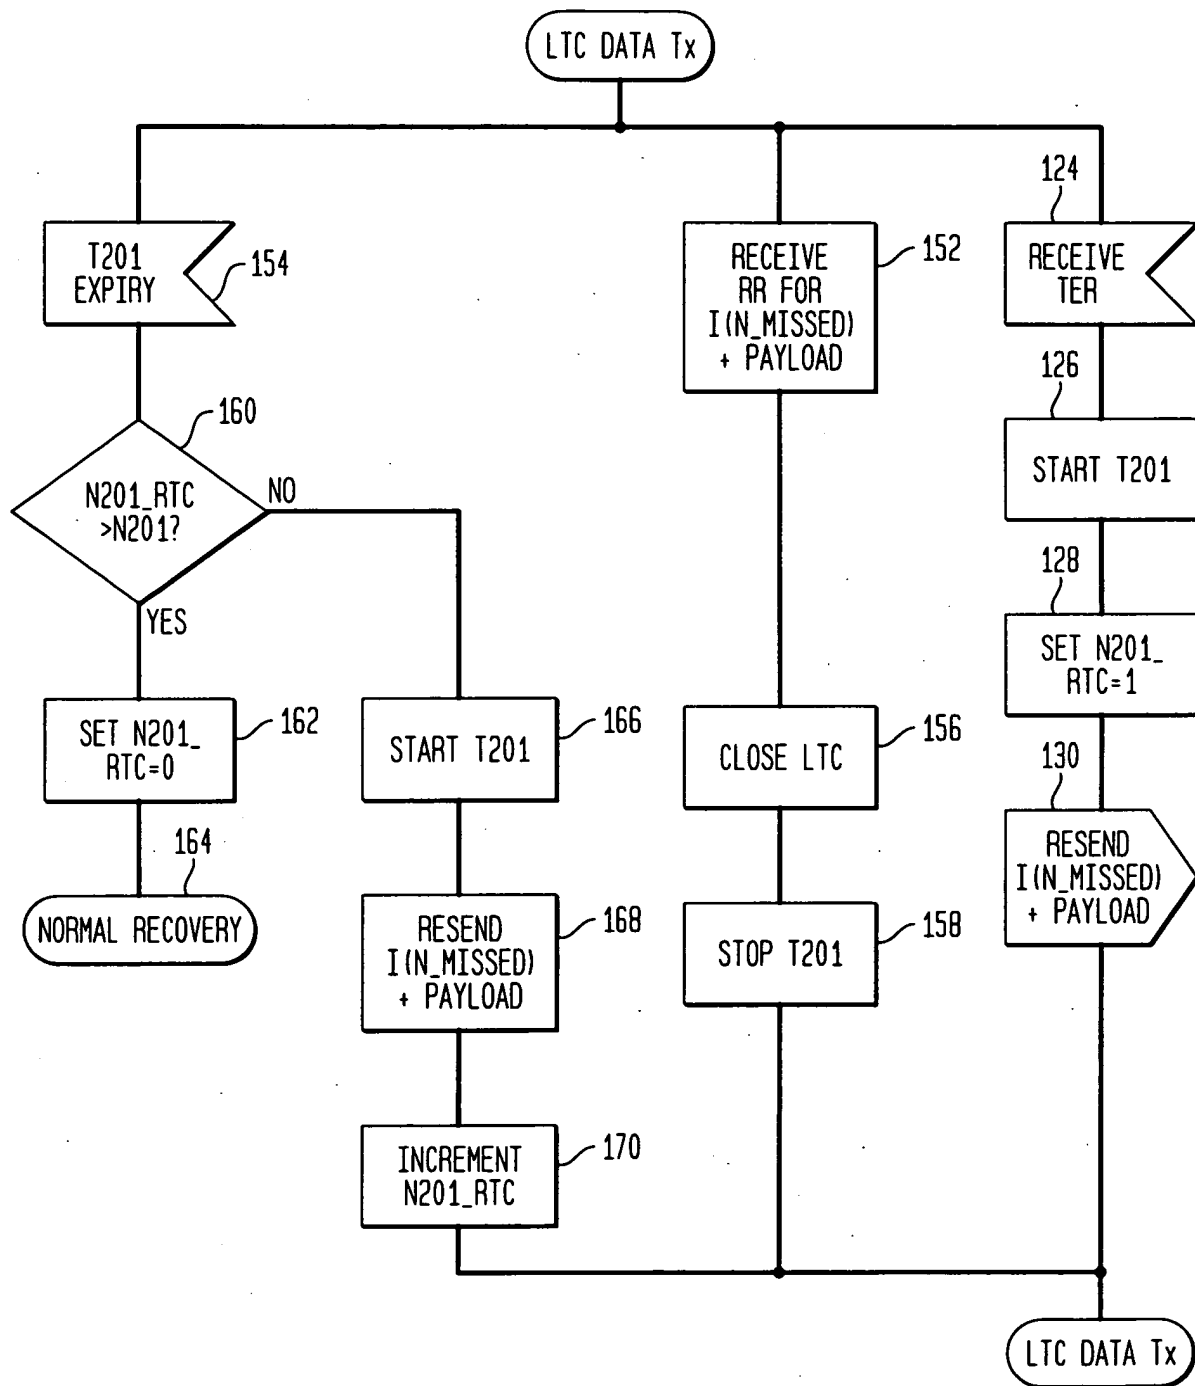 LTC DATA Tx
T201
EXPIRY
154
160
N201_RTC
>N201?
NO
YES
SET N201_
RTC=0
162
164
NORMAL RECOVERY
START T201
166
RESEND
I(N_MISSED)
+ PAYLOAD
168
INCREMENT
N201_RTC
170
RECEIVE
RR FOR
I(N_MISSED)
+ PAYLOAD
152
CLOSE LTC
156
STOP T201
158
124
RECEIVE
TER
126
START T201
128
SET N201_
RTC=1
130
RESEND
I(N_MISSED)
+ PAYLOAD
LTC DATA Tx